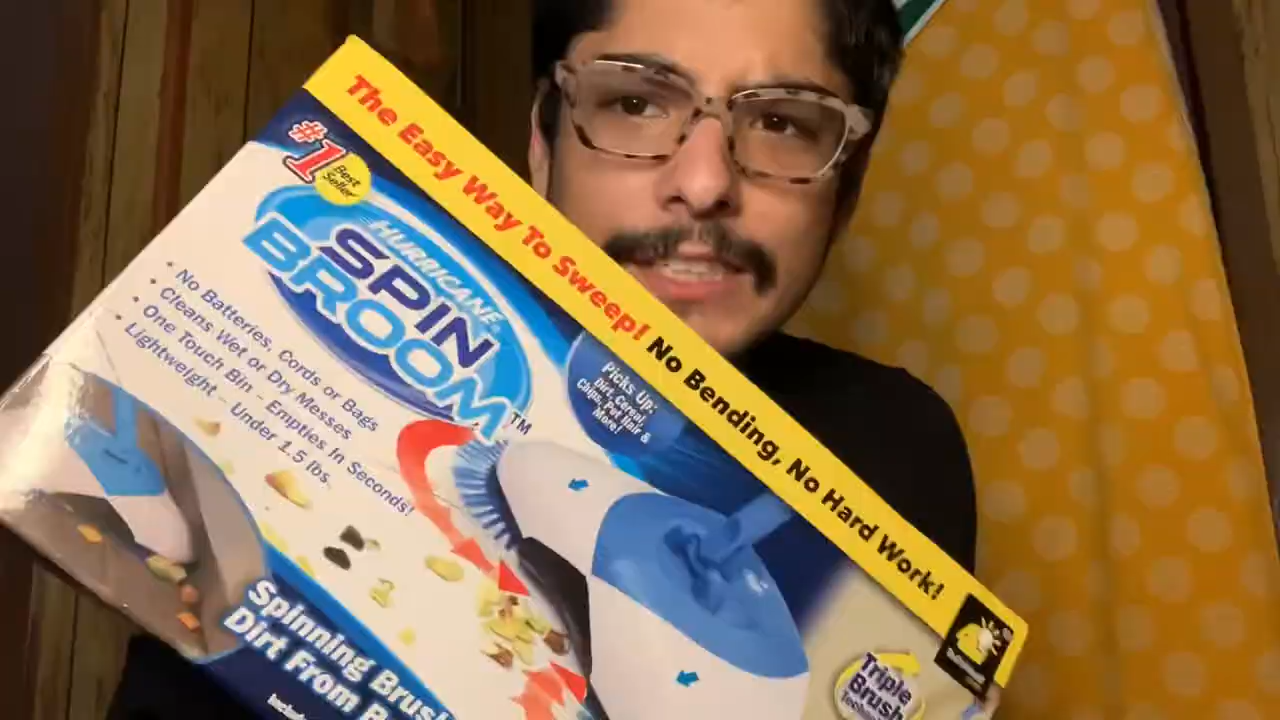 The Easy Way To Sweep! No Bending, No Hard Work!
#1
Best
Seller
HURRICANE®
SPIN
BROOM™
No Batteries, Cords or Bags
Cleans Wet or Dry Messes
One Touch Bin - Empties In Seconds!
Lightweight - Under 1.5 lbs.
Picks Up:
Dirt, Cereal,
Chips, Pet Hair &
More!
Spinning Brush
Dirt From
Triple
Brush